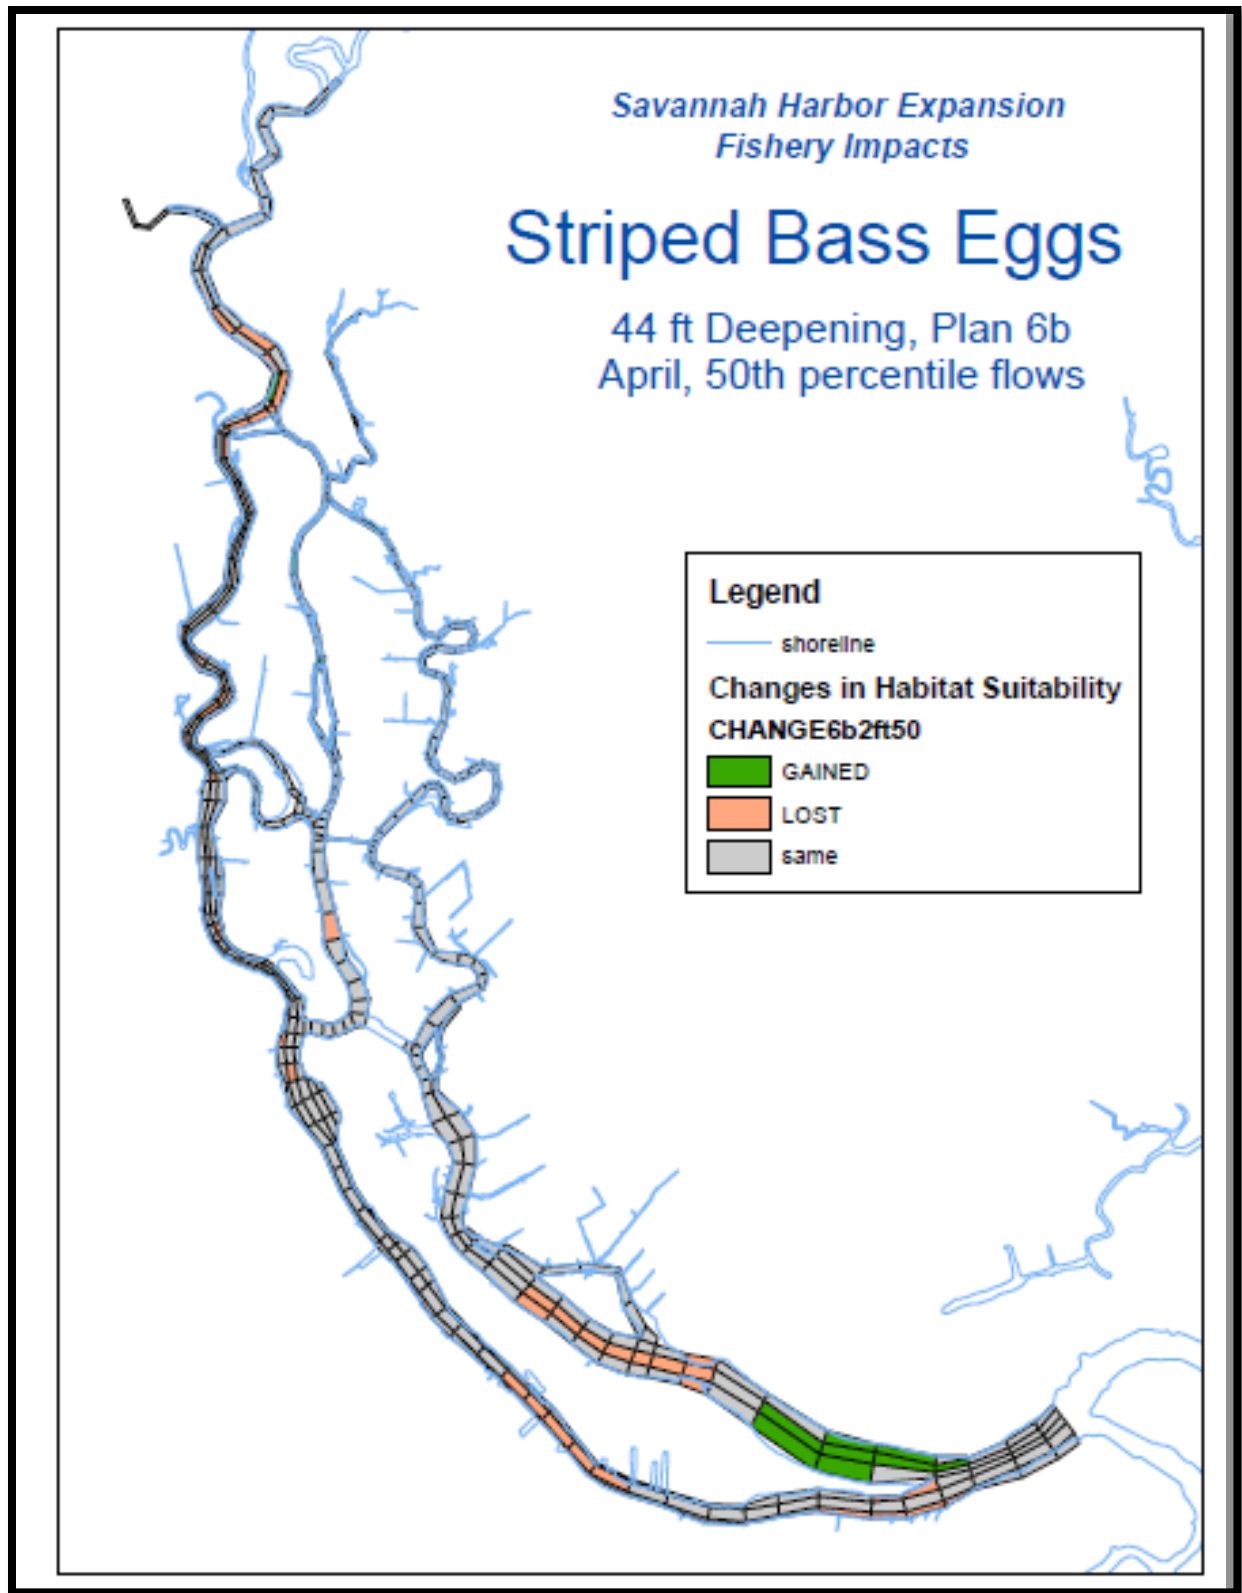 Savannah Harbor Expansion
Fishery Impacts
Striped Bass Eggs
44 ft Deepening, Plan 6b
April, 50th percentile flows
Legend
shoreline
Changes in Habitat Suitability
CHANGE6b2ft50
GAINED
LOST
same